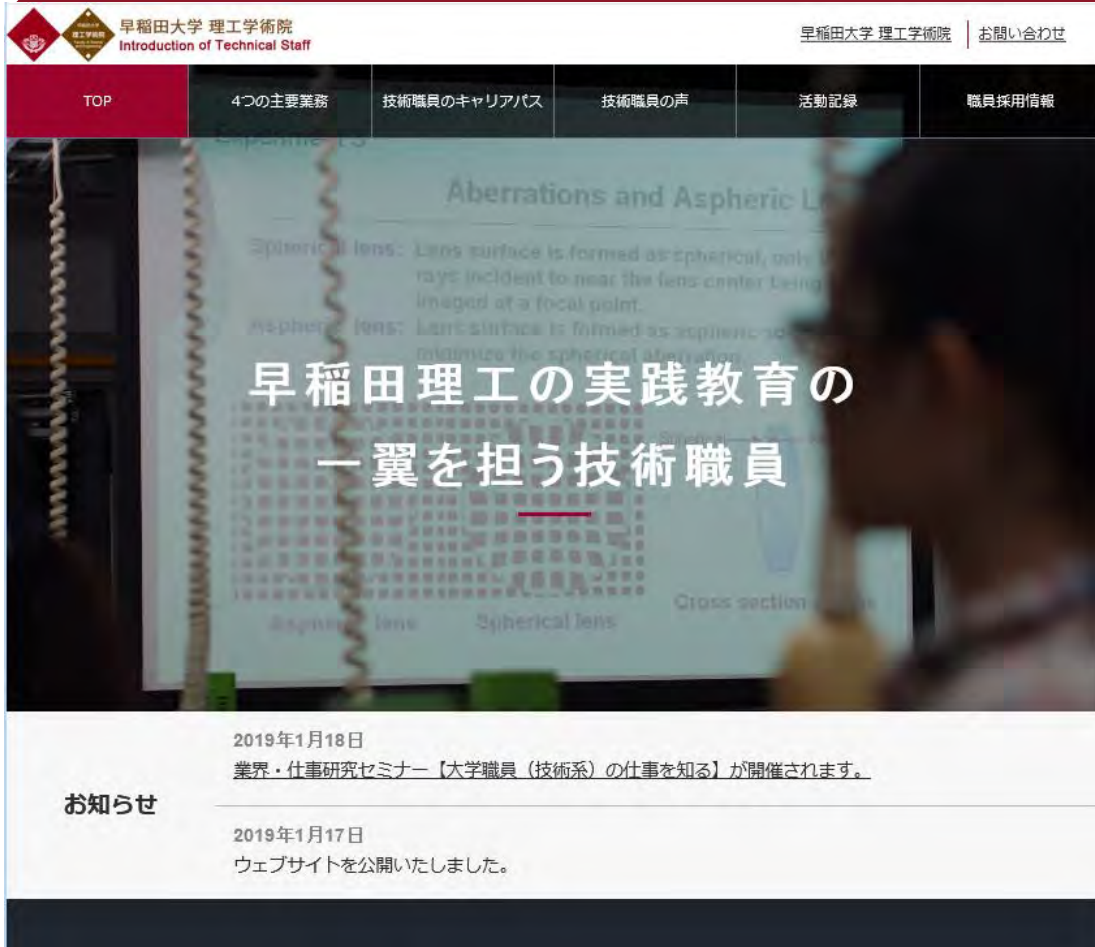 早稲田大学 理工学術院
Introduction of Technical Staff
早稲田大学 理工学術院
お問い合わせ
TOP
4つの主要業務
技術職員のキャリアパス
技術職員の声
活動記録
職員採用情報
Experiments
Aberrations and Aspheric
Spherical lens: Lens surface is formed as spherical, only
rays incident to near the lens center being
imaged at a focal point.
Aspheric lens: Lens surface is formed as aspheric to
minimize the spherical aberration.
早稲田理工の実践教育の
一翼を担う技術職員
Cross section
Aspheric lens
Spherical lens
お知らせ
2019年1月18日
業界・仕事研究セミナー【大学職員（技術系）の仕事を知る】が開催されます。
2019年1月17日
ウェブサイトを公開いたしました。